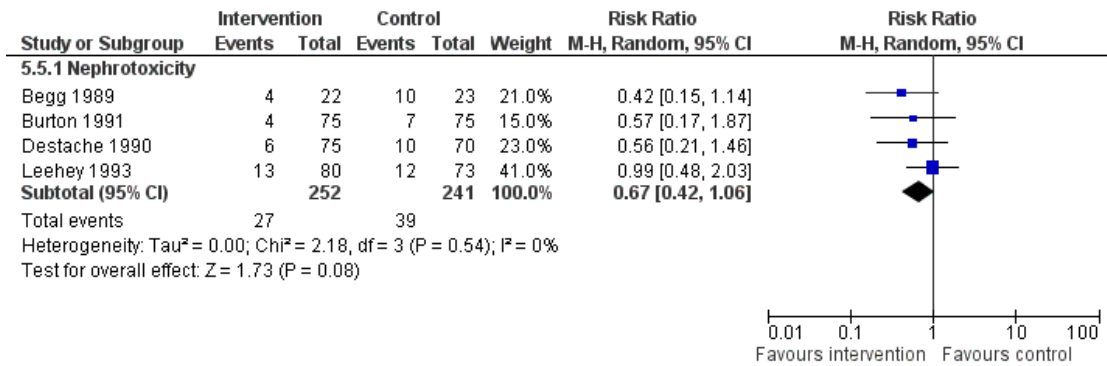 Intervention Control Risk Ratio Risk Ratio
Study or Subgroup Events Total Events Total Weight M-H, Random, 95% CI M-H, Random, 95% CI
5.5.1 Nephrotoxicity
Begg 1989 4 22 10 23 21.0% 0.42 [0.15, 1.14]
Burton 1991 4 75 7 75 15.0% 0.57 [0.17, 1.87]
Destache 1990 6 75 10 70 23.0% 0.56 [0.21, 1.46]
Leehey 1993 13 80 12 73 41.0% 0.99 [0.48, 2.03]
Subtotal (95% CI) 252 241 100.0% 0.67 [0.42, 1.06]
Total events 27 39
Heterogeneity: Tau² = 0.00; Chi² = 2.18, df = 3 (P = 0.54); I² = 0%
Test for overall effect: Z = 1.73 (P = 0.08)
0.01 0.1 1 10 100
Favours intervention Favours control